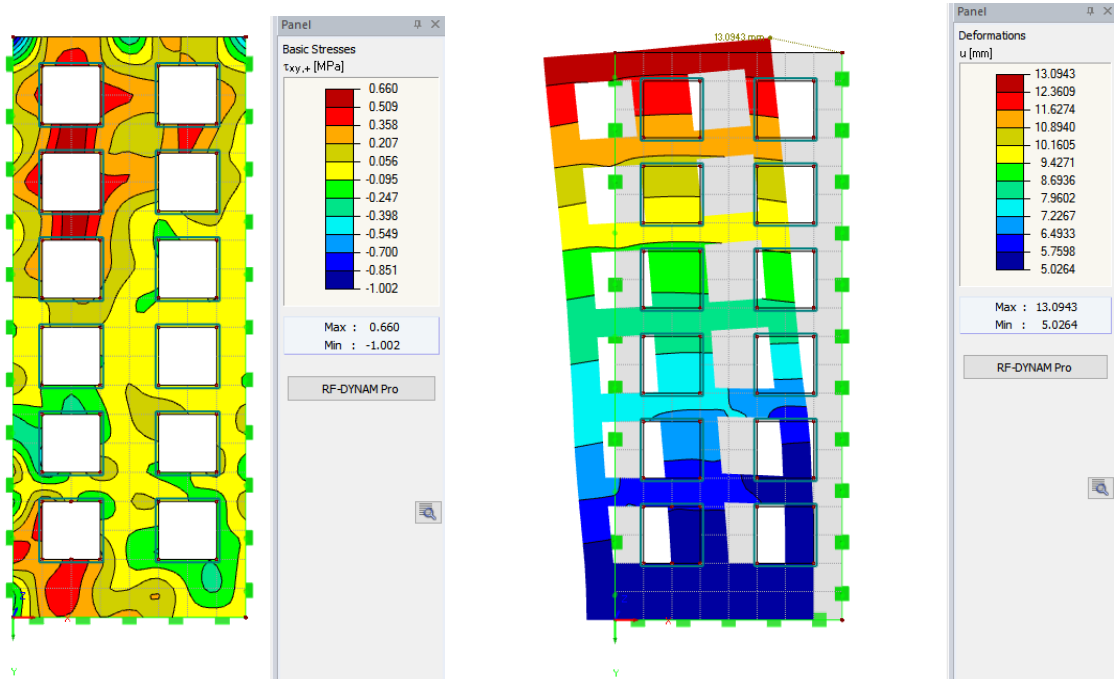 Panel
Basic Stresses
τxy,+ [MPa]
0.660
0.509
0.358
0.207
0.056
-0.095
-0.247
-0.398
-0.549
-0.700
-0.851
-1.002
Max : 0.660
Min : -1.002
RF-DYNAM Pro
Z
X
Y
13.0943 mm
X
Y
Panel
Deformations
u [mm]
13.0943
12.3609
11.6274
10.8940
10.1605
9.4271
8.6936
7.9602
7.2267
6.4933
5.7598
5.0264
Max : 13.0943
Min : 5.0264
RF-DYNAM Pro